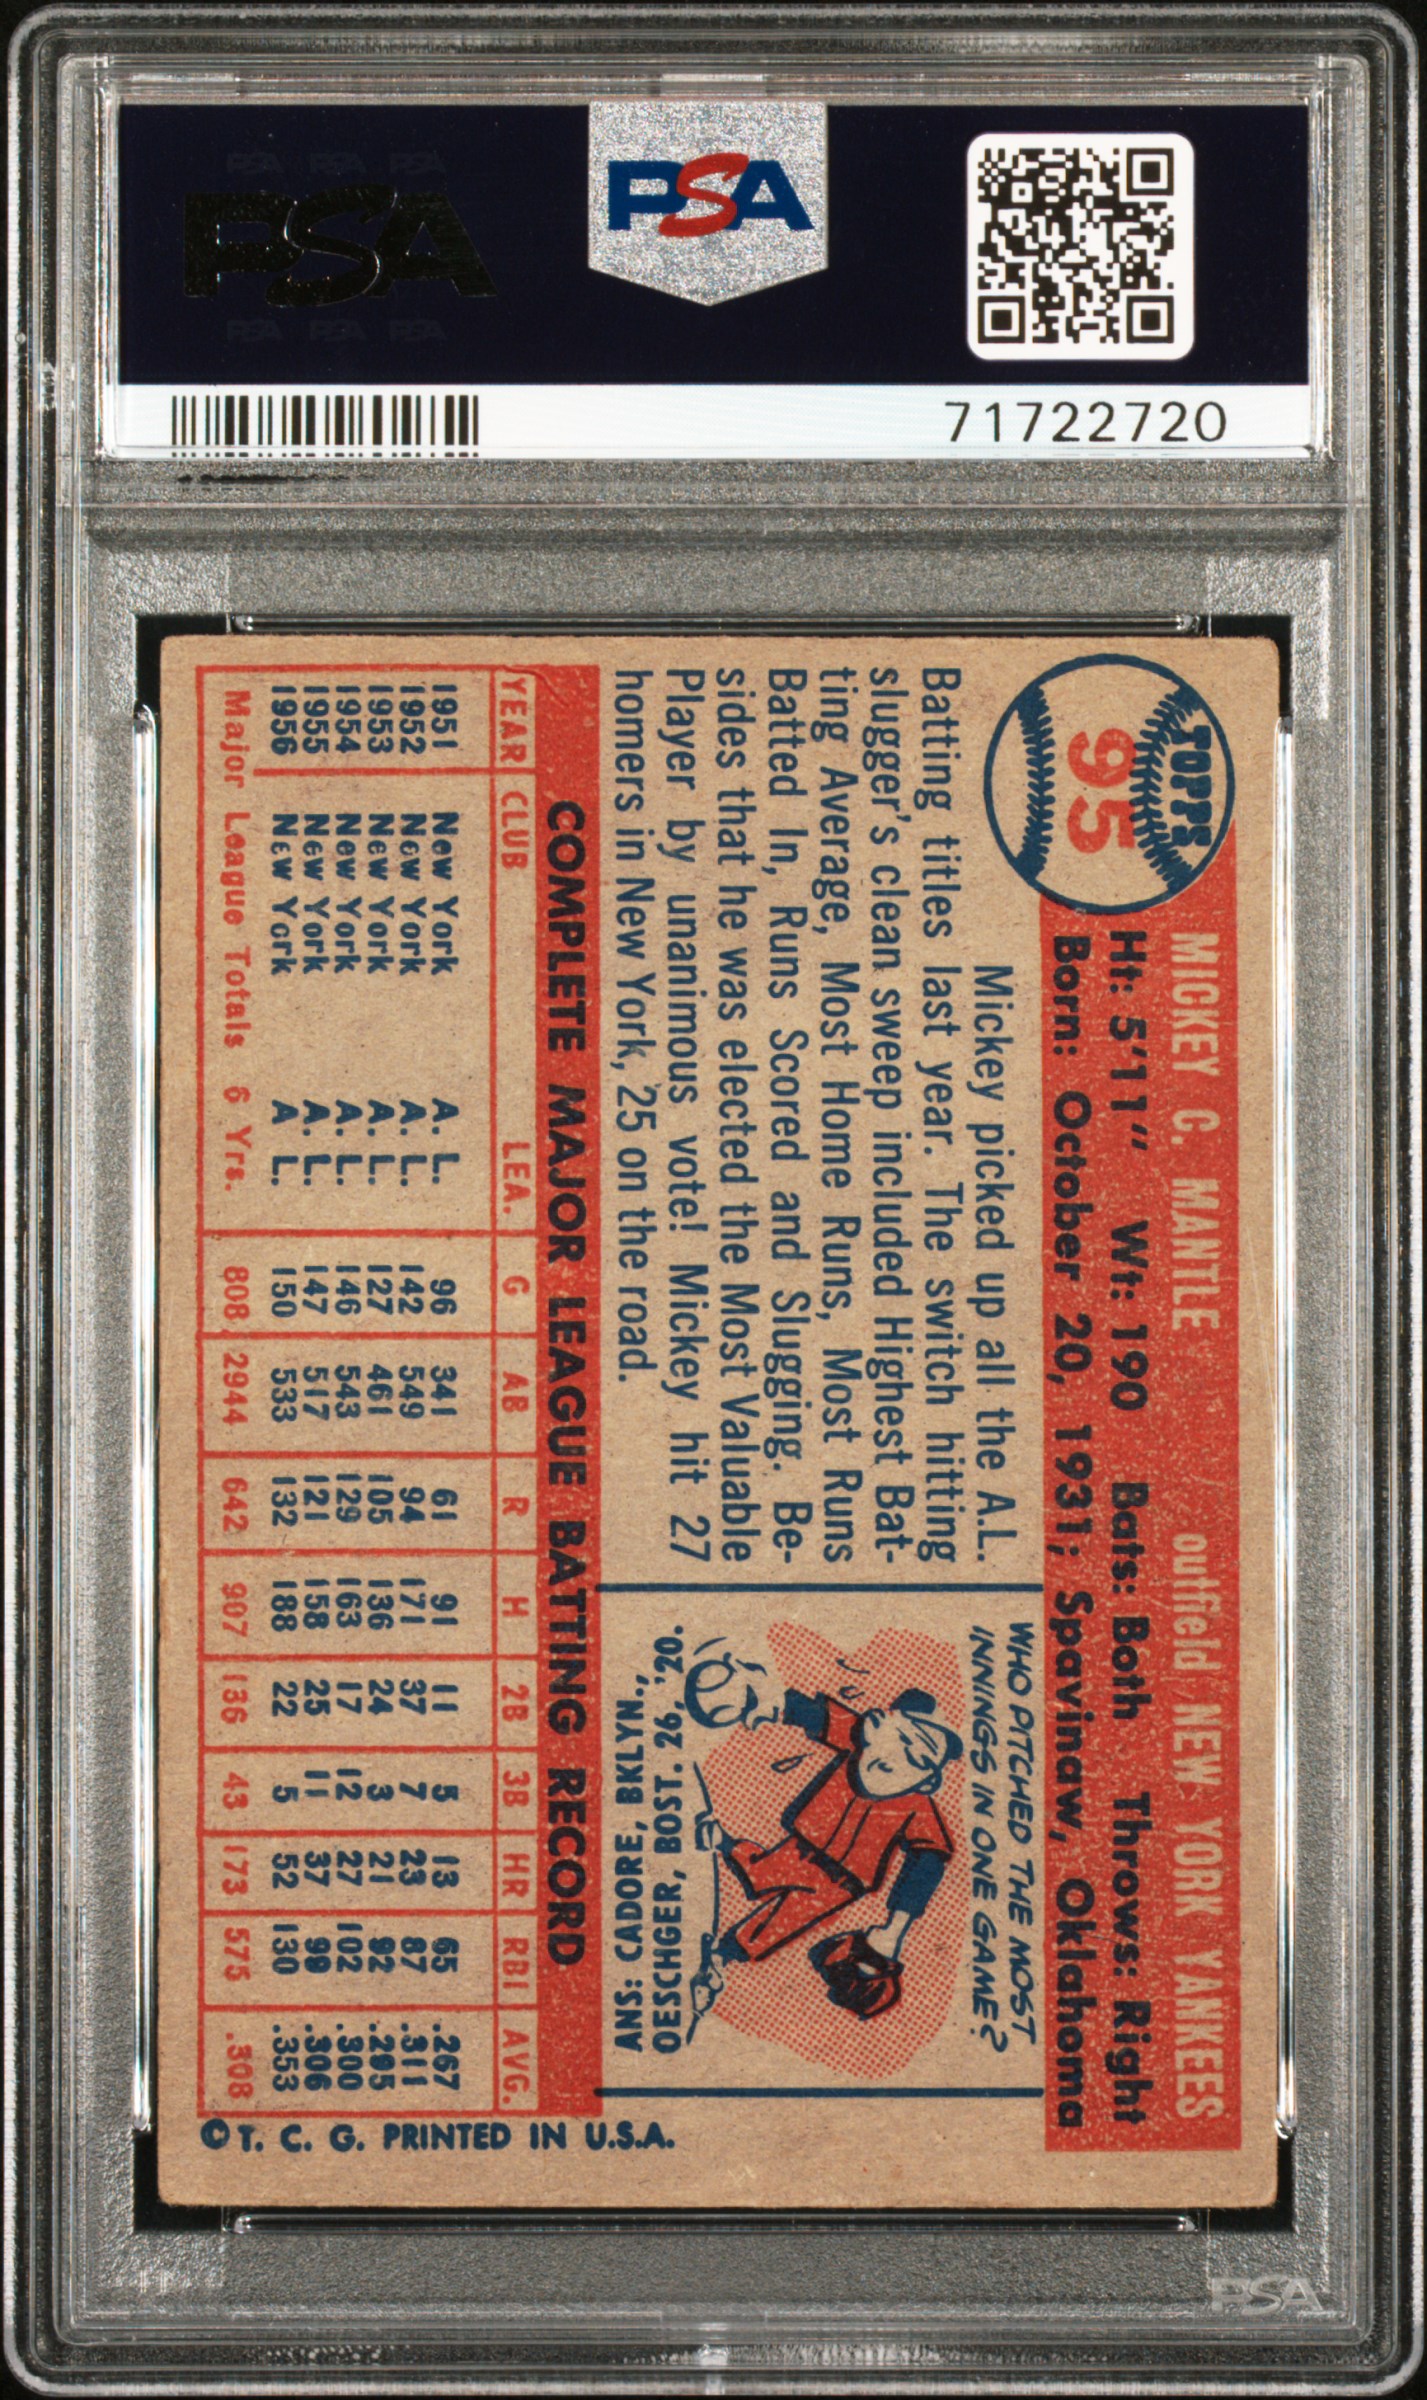 PSA PSA PSA
PSA
PSA PSA PSA
PSA
71722720
TOPPS
95
MICKEY C. MANTLE outfield NEW YORK YANKEES
Ht: 5'11" Wt: 190 Bats: Both Throws: Right
Born: October 20, 1931; Spavinaw, Oklahoma
Mickey picked up all the A.L.
Batting titles last year. The switch hitting
slugger's clean sweep included Highest Bat-
ting Average, Most Home Runs, Most Runs
Batted In, Runs Scored and Slugging. Be-
sides that he was elected the Most Valuable
Player by unanimous vote! Mickey hit 27
homers in New York, 25 on the road.
WHO PITCHED THE MOST
INNINGS IN ONE GAME?
ANS: CADORE, BKLYN.,
OESCHGER, BOST. 26, '20.
COMPLETE MAJOR LEAGUE BATTING RECORD
YEAR CLUB LEA. G AB R H 2B 3B HR RBI AVG.
1951 New York A. L. 96 341 61 91 11 5 13 65 .267
1952 New York A. L. 142 549 94 171 37 7 23 87 .311
1953 New York A. L. 127 461 105 136 24 3 21 92 .295
1954 New York A. L. 146 543 129 163 17 12 27 102 .300
1955 New York A. L. 147 517 121 158 25 11 37 99 .306
1956 New York A L. 150 533 132 188 22 5 52 130 .353
Major League Totals 6 Yrs. 808 2944 642 907 136 43 173 575 .308
© T. C. G. PRINTED IN U.S.A.
PSA